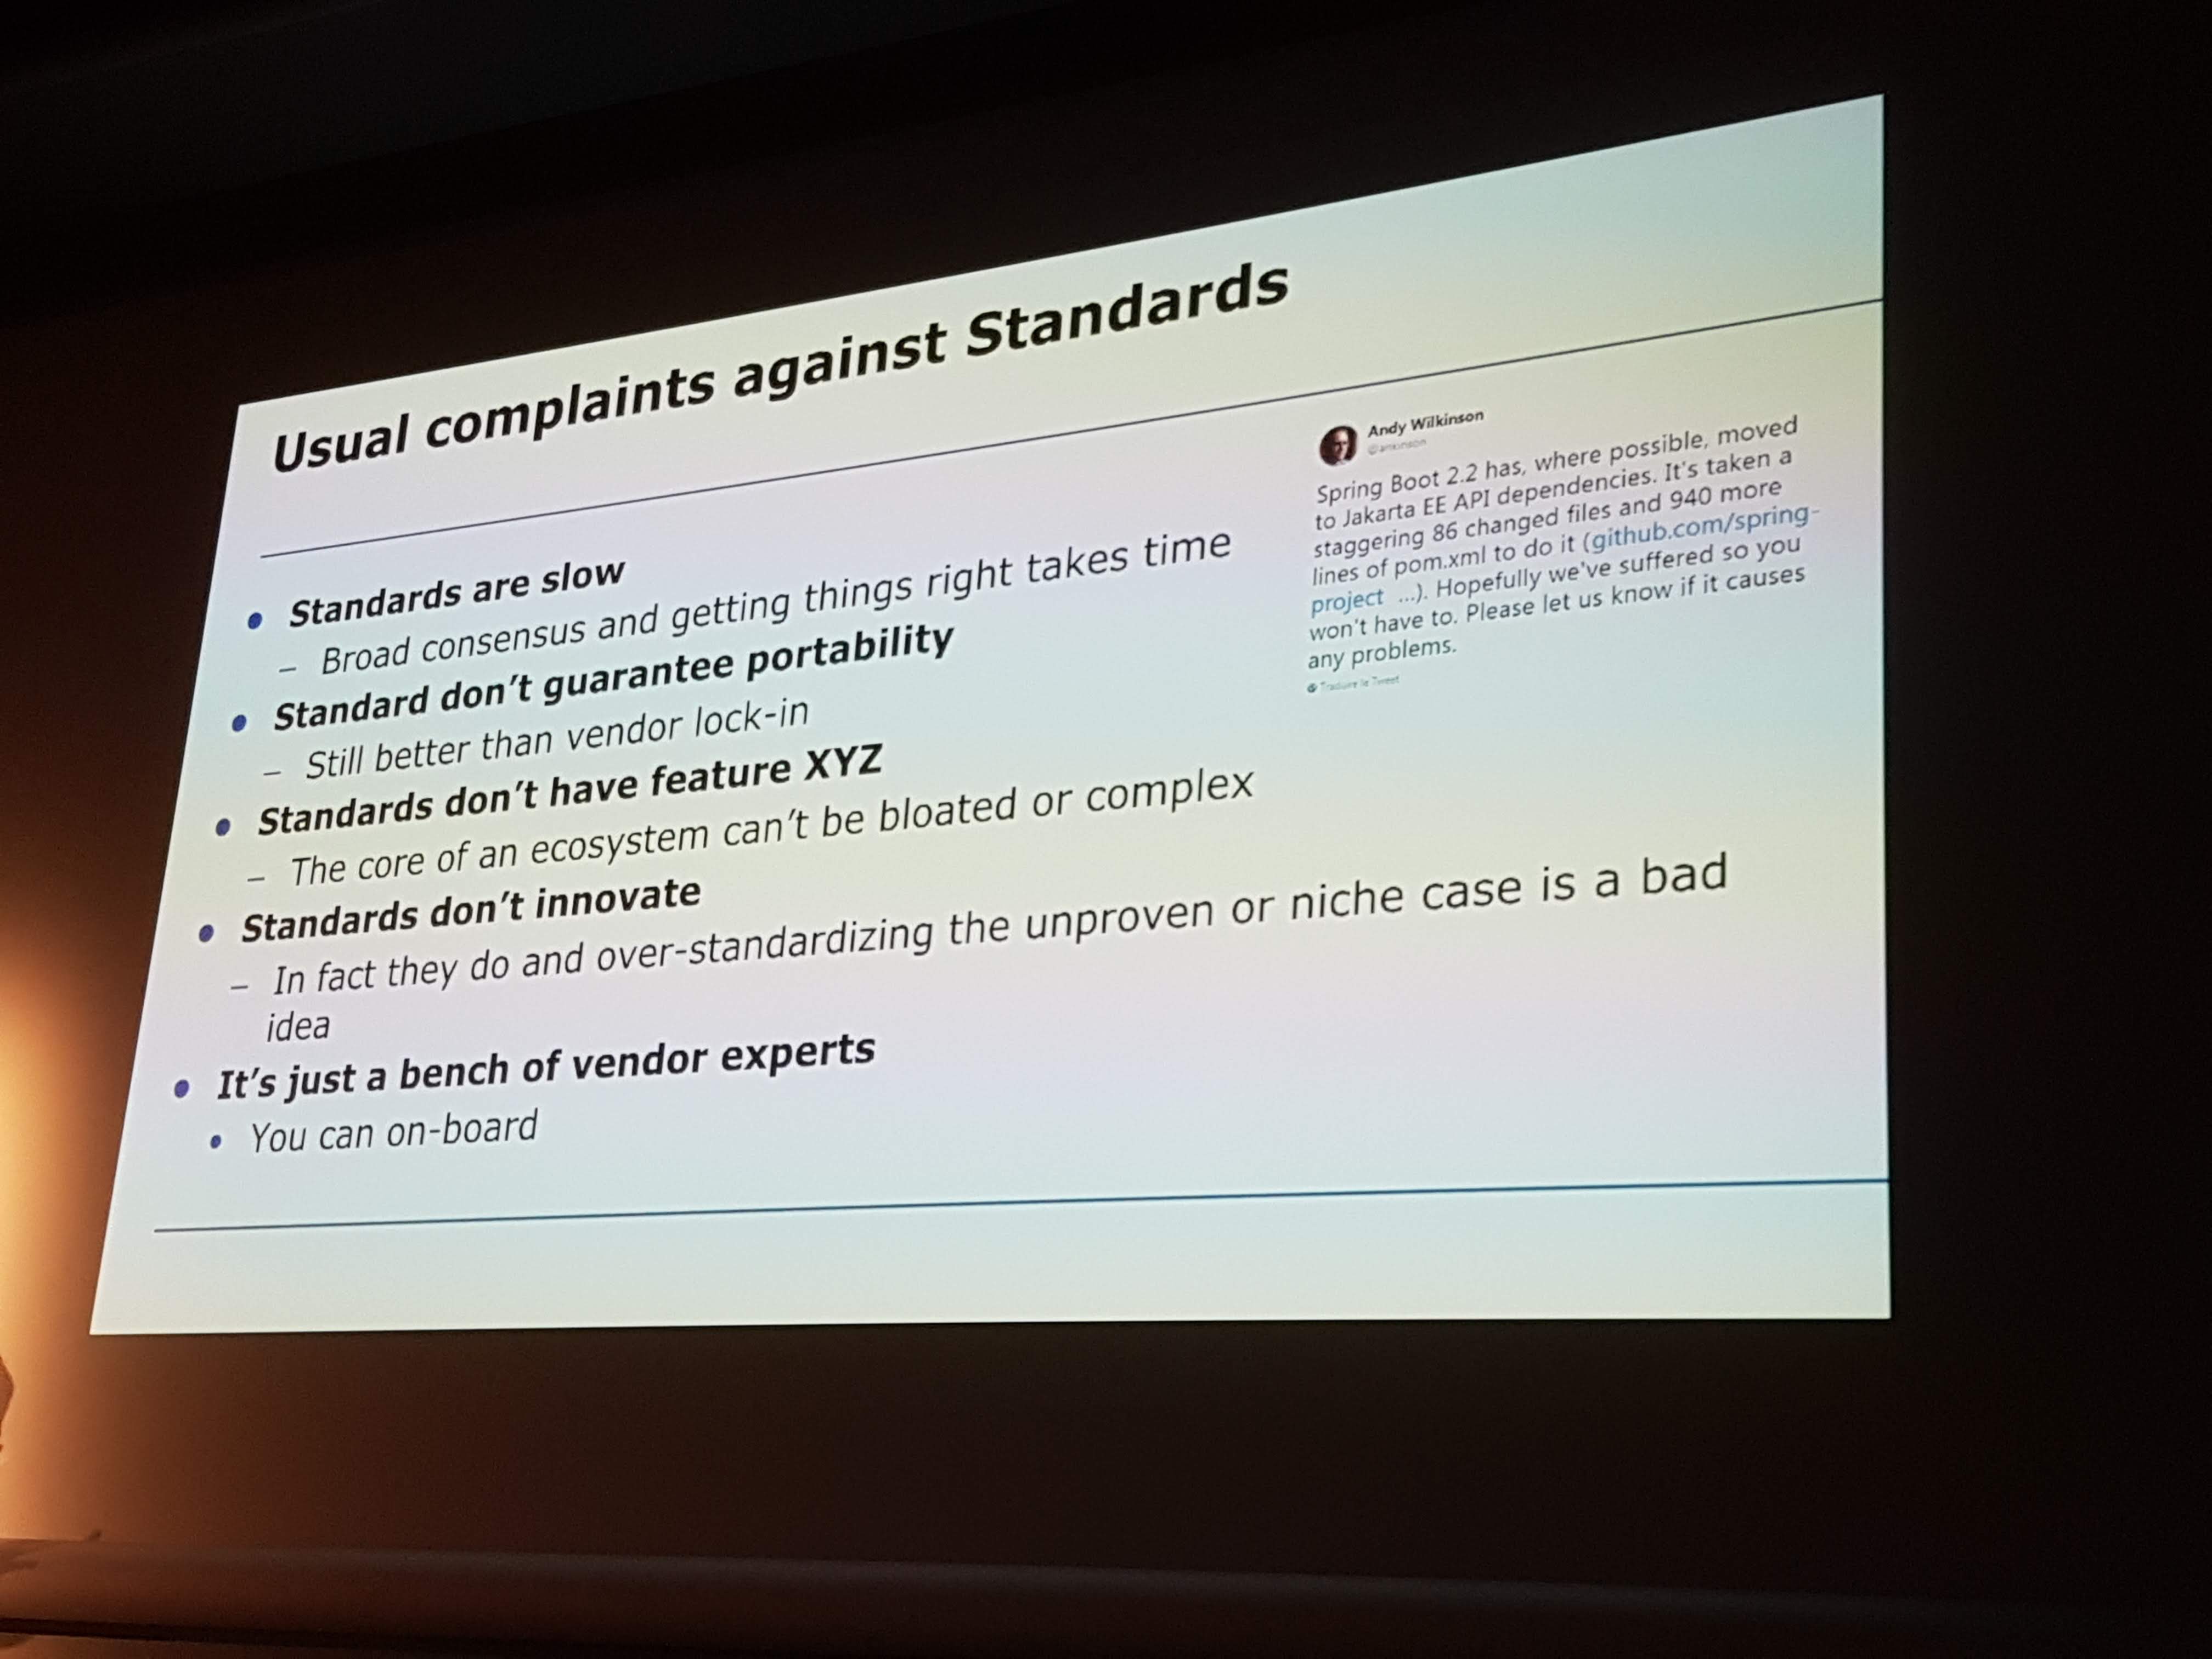 Usual complaints against Standards
• Standards are slow
– Broad consensus and getting things right takes time
• Standard don't guarantee portability
– Still better than vendor lock-in
• Standards don't have feature XYZ
– The core of an ecosystem can't be bloated or complex
• Standards don't innovate
– In fact they do and over-standardizing the unproven or niche case is a bad
idea
• It's just a bench of vendor experts
• You can on-board
Andy Wilkinson
Spring Boot 2.2 has, where possible, moved
to Jakarta EE API dependencies. It's taken a
staggering 86 changed files and 940 more
lines of pom.xml to do it (github.com/spring-
project ...). Hopefully we've suffered so you
won't have to. Please let us know if it causes
any problems.
Traduire le Tweet